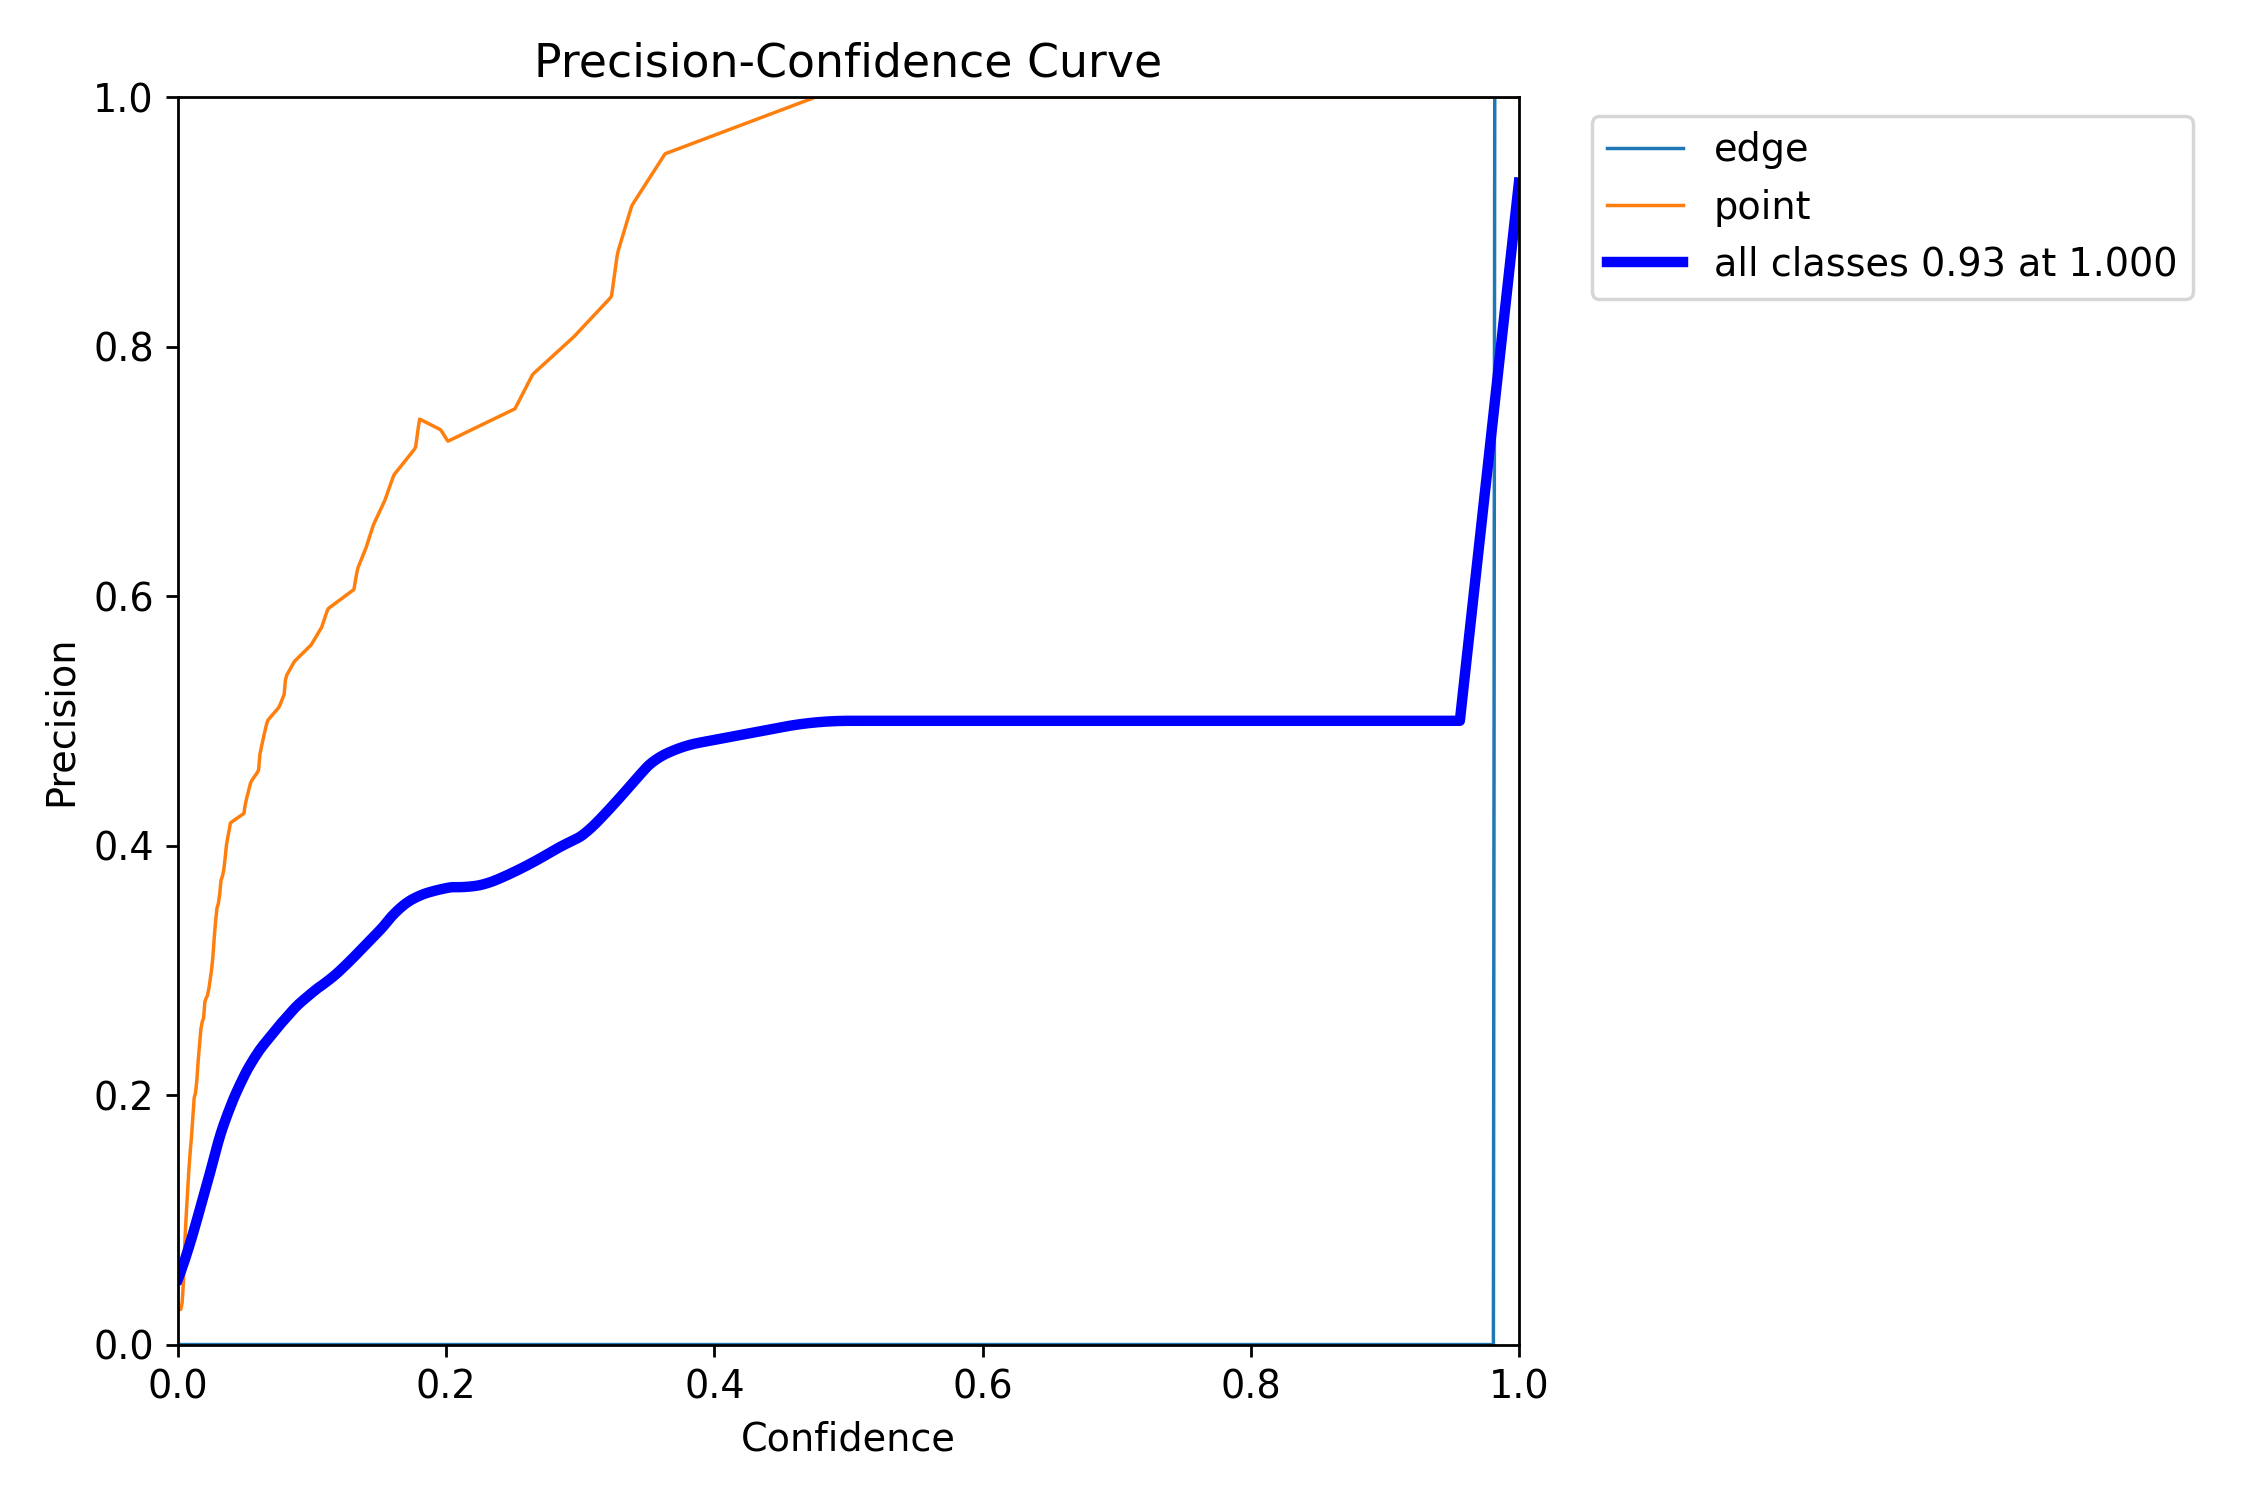 Precision-Confidence Curve
1.0
0.8
0.6
0.4
0.2
0.0
Precision
0.0 0.2 0.4 0.6 0.8 1.0
Confidence
edge
point
all classes 0.93 at 1.000